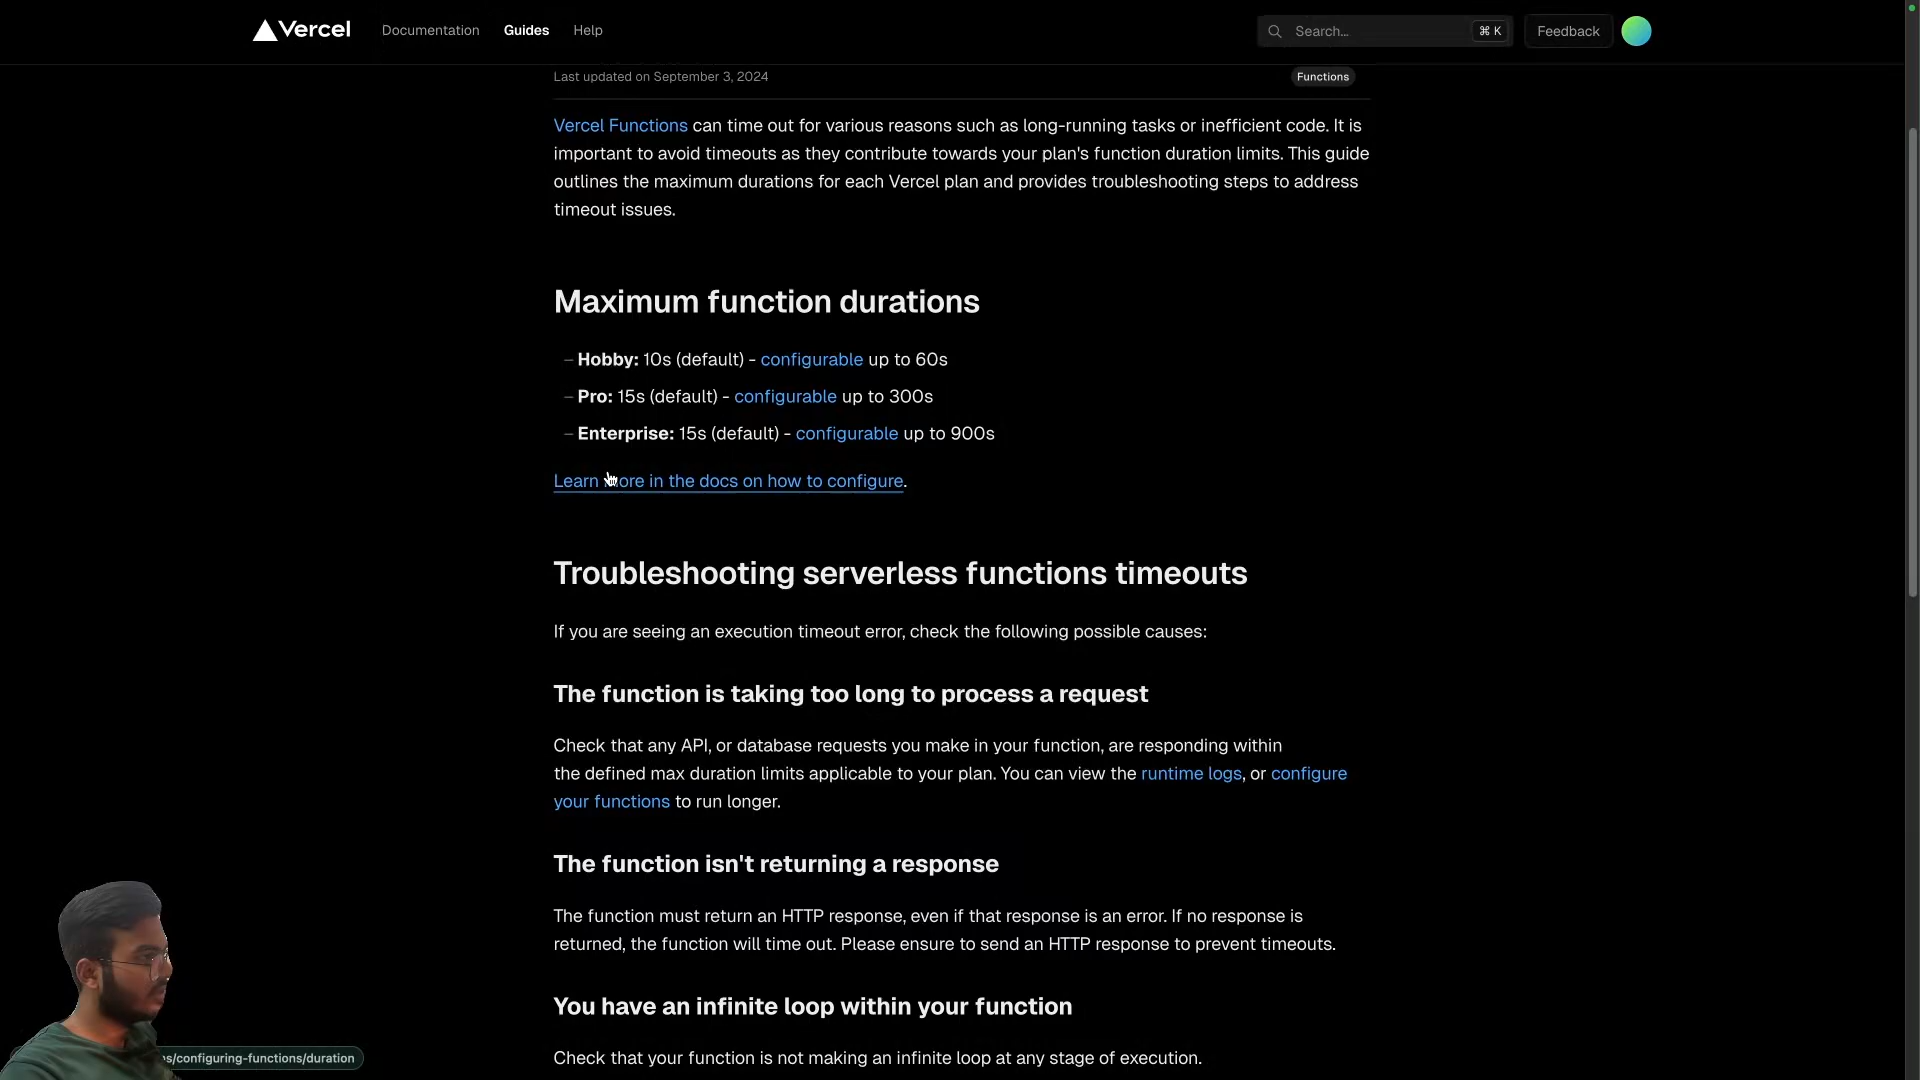 Vercel
Documentation
Guides
Help
Search...
⌘ K
Feedback
Last updated on September 3, 2024
Functions
Vercel Functions can time out for various reasons such as long-running tasks or inefficient code. It is
important to avoid timeouts as they contribute towards your plan's function duration limits. This guide
outlines the maximum durations for each Vercel plan and provides troubleshooting steps to address
timeout issues.
Maximum function durations
– Hobby: 10s (default) - configurable up to 60s
– Pro: 15s (default) - configurable up to 300s
– Enterprise: 15s (default) - configurable up to 900s
Learn more in the docs on how to configure.
Troubleshooting serverless functions timeouts
If you are seeing an execution timeout error, check the following possible causes:
The function is taking too long to process a request
Check that any API, or database requests you make in your function, are responding within
the defined max duration limits applicable to your plan. You can view the runtime logs, or configure
your functions to run longer.
The function isn't returning a response
The function must return an HTTP response, even if that response is an error. If no response is
returned, the function will time out. Please ensure to send an HTTP response to prevent timeouts.
You have an infinite loop within your function
Check that your function is not making an infinite loop at any stage of execution.
s/configuring-functions/duration